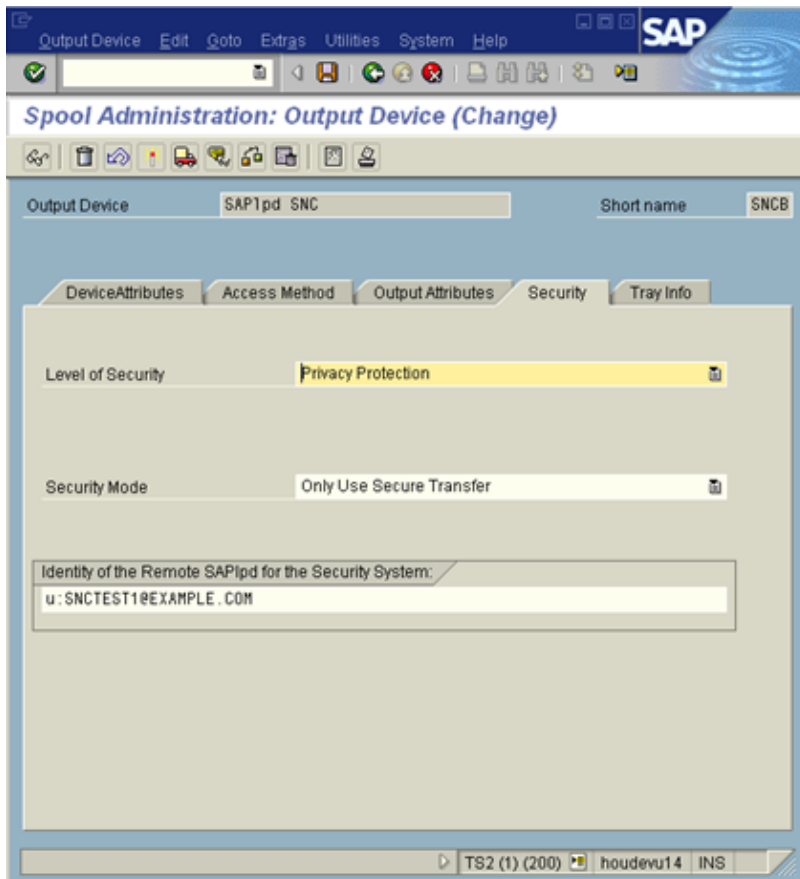 Output Device Edit Goto Extras Utilities System Help
SAP
Spool Administration: Output Device (Change)
Output Device SAPlpd SNC Short name SNCB
DeviceAttributes Access Method Output Attributes Security Tray Info
Level of Security Privacy Protection
Security Mode Only Use Secure Transfer
Identity of the Remote SAPlpd for the Security System:
u:SNCTEST1@EXAMPLE.COM
TS2 (1) (200) houdevu14 INS